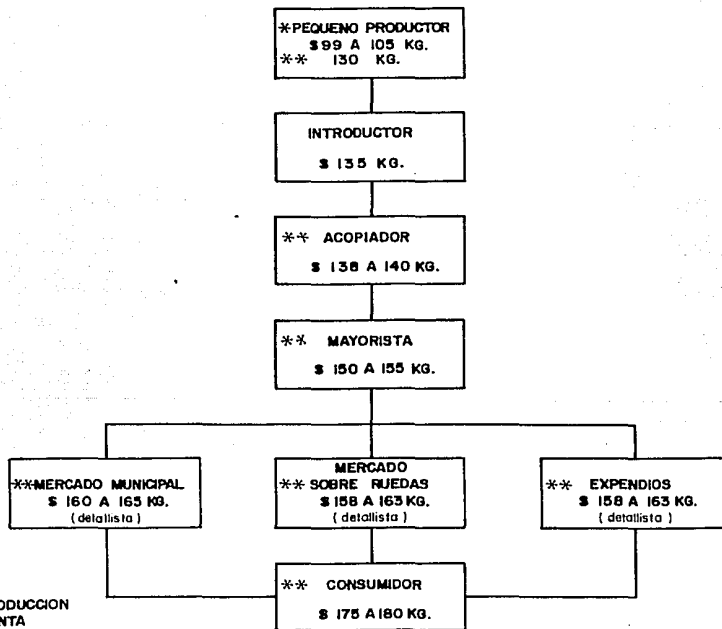 *PEQUENO PRODUCTOR
$99 A 105 KG.
** 130 KG.
INTRODUCTOR
$ 135 KG.
** ACOPIADOR
$ 138 A 140 KG.
** MAYORISTA
$ 150 A 155 KG.
**MERCADO MUNICIPAL
$ 160 A 165 KG.
(detallista)
MERCADO
** SOBRE RUEDAS
$158 A 163 KG.
(detallista)
** EXPENDIOS
$ 158 A 163 KG.
(detallista)
** CONSUMIDOR
$ 175 A 180 KG.
ODUCCION
NTA